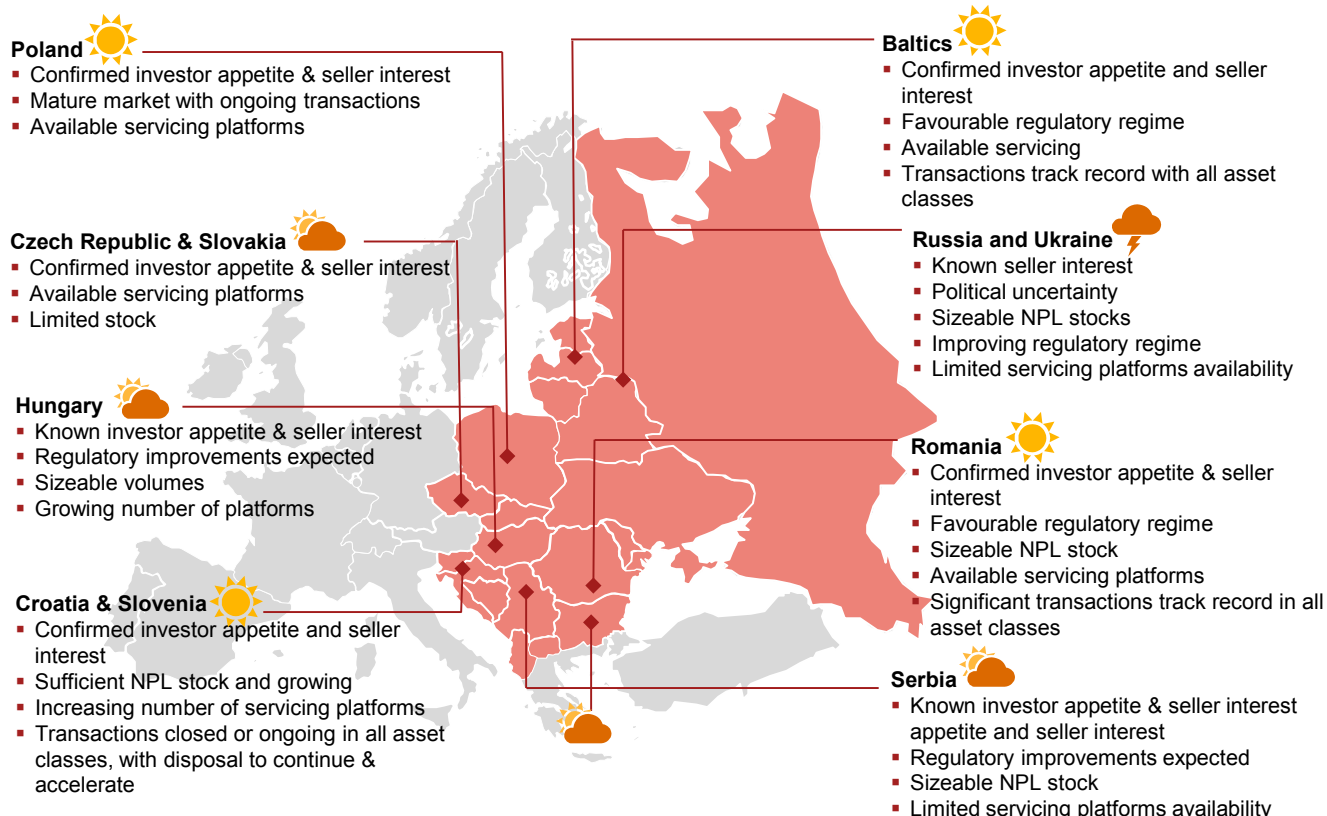 Poland
▪ Confirmed investor appetite & seller interest
▪ Mature market with ongoing transactions
▪ Available servicing platforms
Czech Republic & Slovakia
▪ Confirmed investor appetite & seller interest
▪ Available servicing platforms
▪ Limited stock
Hungary
▪ Known investor appetite & seller interest
▪ Regulatory improvements expected
▪ Sizeable volumes
▪ Growing number of platforms
Croatia & Slovenia
▪ Confirmed investor appetite and seller
interest
▪ Sufficient NPL stock and growing
▪ Increasing number of servicing platforms
▪ Transactions closed or ongoing in all asset
classes, with disposal to continue &
accelerate
Baltics
▪ Confirmed investor appetite and seller
interest
▪ Favourable regulatory regime
▪ Available servicing
▪ Transactions track record with all asset
classes
Russia and Ukraine
▪ Known seller interest
▪ Political uncertainty
▪ Sizeable NPL stocks
▪ Improving regulatory regime
▪ Limited servicing platforms availability
Romania
▪ Confirmed investor appetite & seller
interest
▪ Favourable regulatory regime
▪ Sizeable NPL stock
▪ Available servicing platforms
▪ Significant transactions track record in all
asset classes
Serbia
▪ Known investor appetite & seller interest
appetite and seller interest
▪ Regulatory improvements expected
▪ Sizeable NPL stock
▪ Limited servicing platforms availability